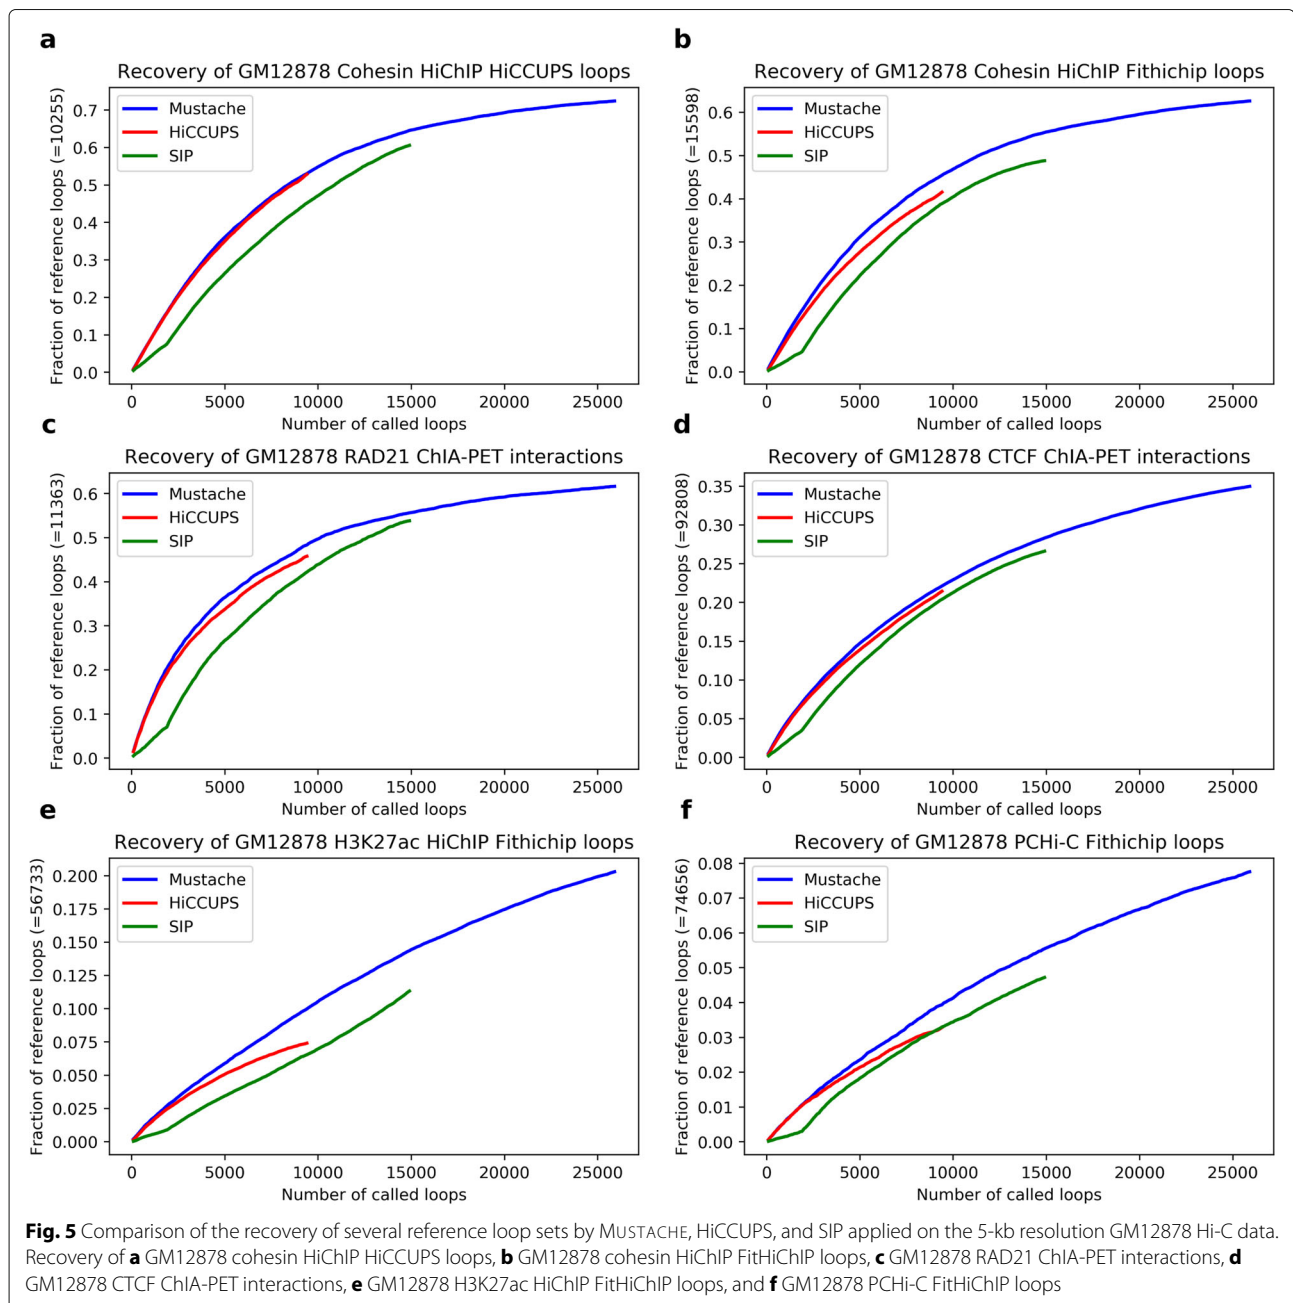 a
Recovery of GM12878 Cohesin HiChIP HiCCUPS loops
Fraction of reference loops (=10255)
0.7
0.6
0.5
0.4
0.3
0.2
0.1
0.0
Mustache
HiCCUPS
SIP
0 5000 10000 15000 20000 25000
Number of called loops
b
Recovery of GM12878 Cohesin HiChIP Fithichip loops
Fraction of reference loops (=15598)
0.6
0.5
0.4
0.3
0.2
0.1
0.0
Mustache
HiCCUPS
SIP
0 5000 10000 15000 20000 25000
Number of called loops
c
Recovery of GM12878 RAD21 ChIA-PET interactions
Fraction of reference loops (=11363)
0.6
0.5
0.4
0.3
0.2
0.1
0.0
Mustache
HiCCUPS
SIP
0 5000 10000 15000 20000 25000
Number of called loops
d
Recovery of GM12878 CTCF ChIA-PET interactions
Fraction of reference loops (=92808)
0.35
0.30
0.25
0.20
0.15
0.10
0.05
0.00
Mustache
HiCCUPS
SIP
0 5000 10000 15000 20000 25000
Number of called loops
e
Recovery of GM12878 H3K27ac HiChIP Fithichip loops
Fraction of reference loops (=56733)
0.200
0.175
0.150
0.125
0.100
0.075
0.050
0.025
0.000
Mustache
HiCCUPS
SIP
0 5000 10000 15000 20000 25000
Number of called loops
f
Recovery of GM12878 PCHi-C Fithichip loops
Fraction of reference loops (=74656)
0.08
0.07
0.06
0.05
0.04
0.03
0.02
0.01
0.00
Mustache
HiCCUPS
SIP
0 5000 10000 15000 20000 25000
Number of called loops
Fig. 5 Comparison of the recovery of several reference loop sets by MUSTACHE, HiCCUPS, and SIP applied on the 5-kb resolution GM12878 Hi-C data.
Recovery of a GM12878 cohesin HiChIP HiCCUPS loops, b GM12878 cohesin HiChIP FitHiChIP loops, c GM12878 RAD21 ChIA-PET interactions, d
GM12878 CTCF ChIA-PET interactions, e GM12878 H3K27ac HiChIP FitHiChIP loops, and f GM12878 PCHi-C FitHiChIP loops